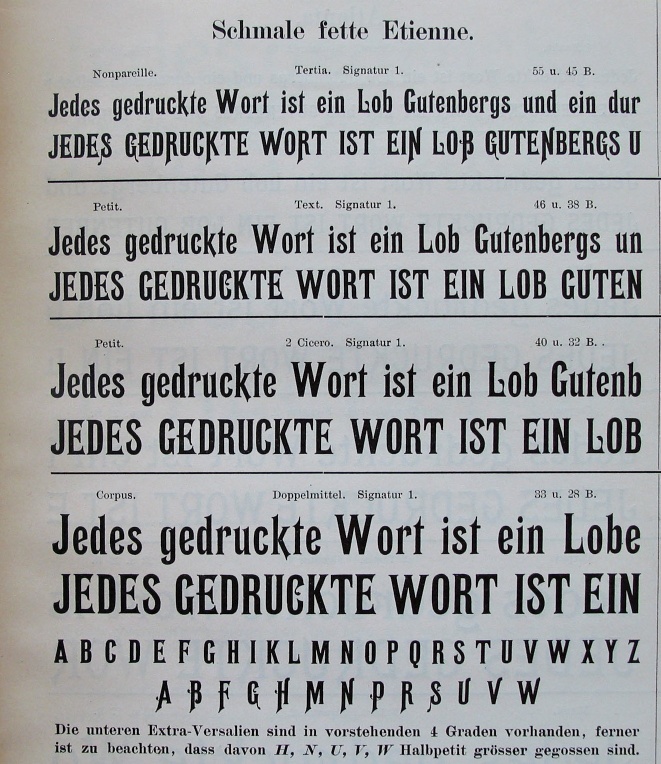 Schmale fette Etienne.
Nonpareille. Tertia. Signatur 1. 55 u. 45 B.
Jedes gedruckte Wort ist ein Lob Gutenbergs und ein dur
JEDES GEDRUCKTE WORT IST EIN LOB GUTENBERGS U
Petit. Text. Signatur 1. 46 u. 38 B.
Jedes gedruckte Wort ist ein Lob Gutenbergs un
JEDES GEDRUCKTE WORT IST EIN LOB GUTEN
Petit. 2 Cicero. Signatur 1. 40 u. 32 B.
Jedes gedruckte Wort ist ein Lob Gutenb
JEDES GEDRUCKTE WORT IST EIN LOB
Corpus. Doppelmittel. Signatur 1. 33 u. 28 B.
Jedes gedruckte Wort ist ein Lobe
JEDES GEDRUCKTE WORT IST EIN
A B C D E F G H I K L M N O P Q R S T U V W X Y Z
A B F G H M N P R S U V W
Die unteren Extra-Versalien sind in vorstehenden 4 Graden vorhanden, ferner
ist zu beachten, dass davon H, N, U, V, W Halbpetit grösser gegossen sind.